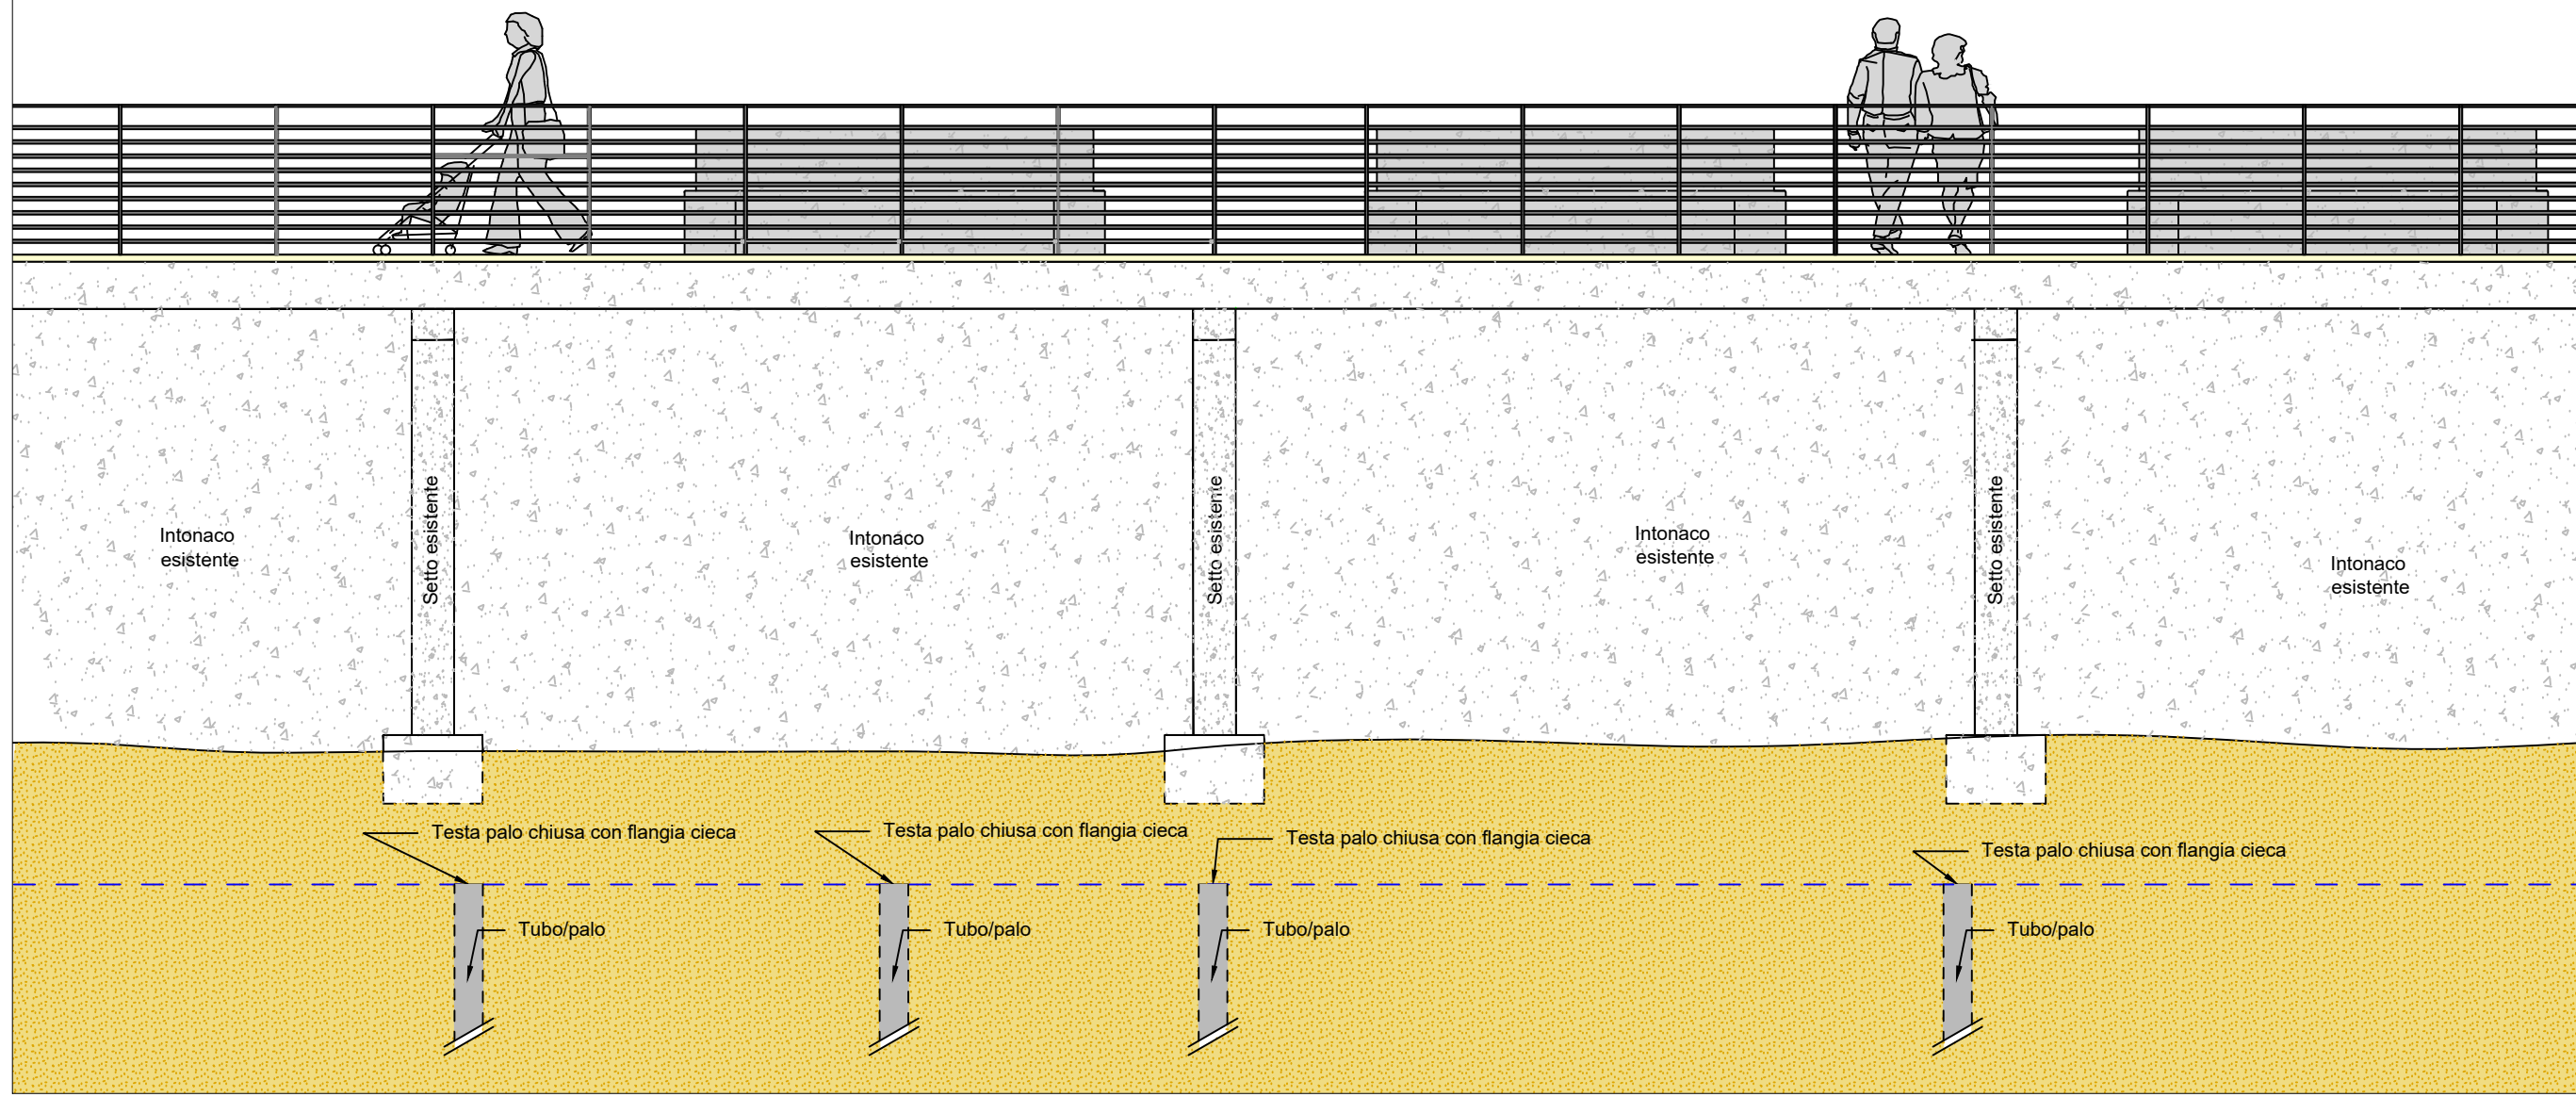 Setto esistente
Setto esistente
Setto esistente
Intonaco
esistente
Intonaco
esistente
Intonaco
esistente
Intonaco
esistente
Testa palo chiusa con flangia cieca
Testa palo chiusa con flangia cieca
Testa palo chiusa con flangia cieca
Testa palo chiusa con flangia cieca
Tubo/palo
Tubo/palo
Tubo/palo
Tubo/palo